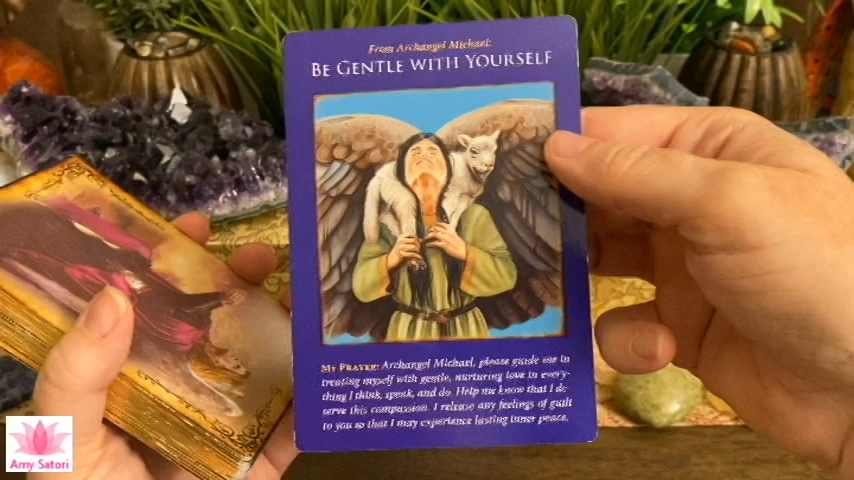 From Archangel Michael:
BE GENTLE WITH YOURSELF
MY PRAYER: Archangel Michael, please guide me in
treating myself with gentle, nurturing love in every-
thing I think, speak, and do. Help me know that I de-
serve this compassion. I release any feelings of guilt
to you so that I may experience lasting inner peace.
Amy Satori